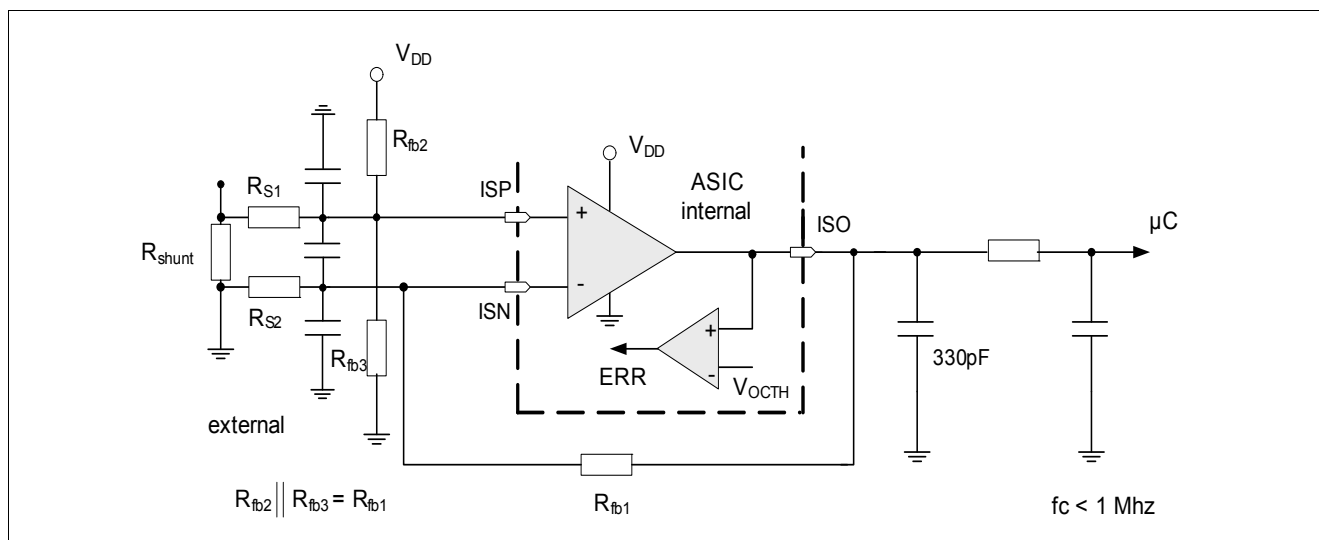 V_DD
R_fb2
V_DD
ASIC
internal
R_S1
ISP
+
ISO
µC
R_shunt
-
R_S2
ISN
+
330pF
R_fb3
ERR
-
V_OCTH
external
R_fb2 || R_fb3 = R_fb1
R_fb1
fc < 1 Mhz